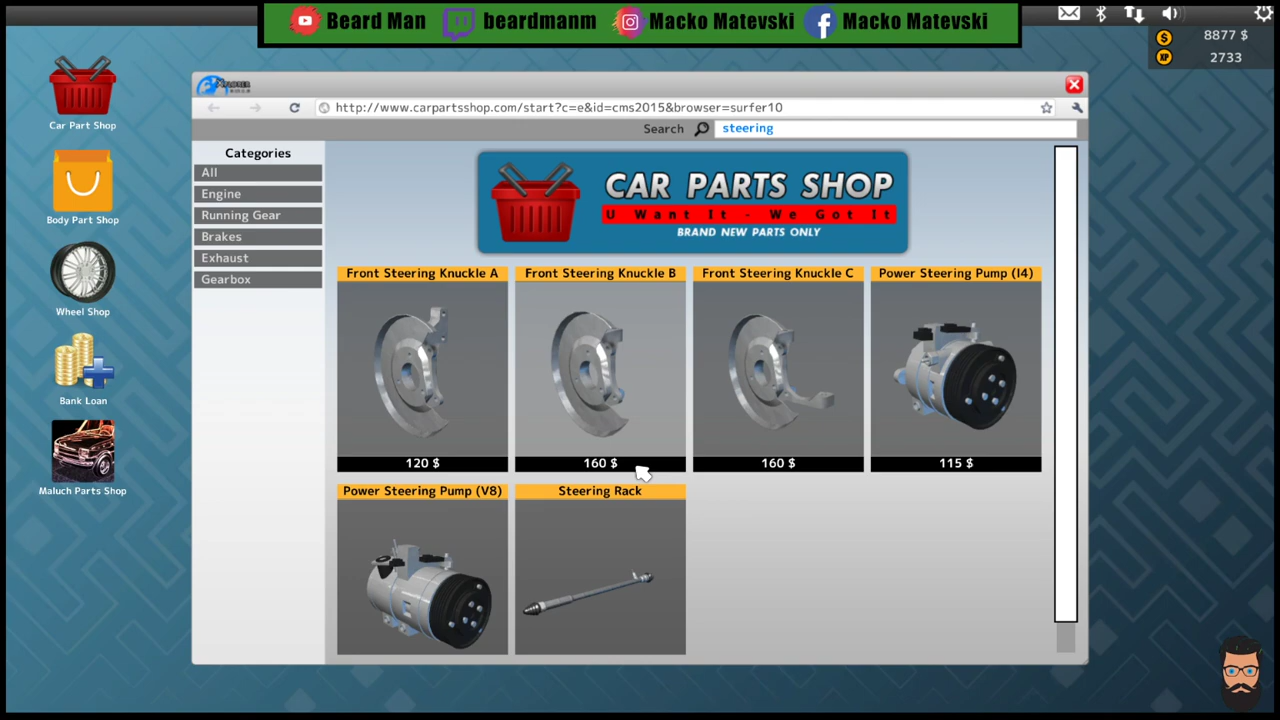 Beard Man beardmanm Macko Matevski Macko Matevski
8877 $
2733
http://www.carpartsshop.com/start?c=e&id=cms2015&browser=surfer10
Search steering
Car Part Shop
Body Part Shop
Wheel Shop
Bank Loan
Maluch Parts Shop
Categories
All
Engine
Running Gear
Brakes
Exhaust
Gearbox
CAR PARTS SHOP
U Want It - We Got It
BRAND NEW PARTS ONLY
Front Steering Knuckle A
120 $
Front Steering Knuckle B
160 $
Front Steering Knuckle C
160 $
Power Steering Pump (I4)
115 $
Power Steering Pump (V8)
Steering Rack